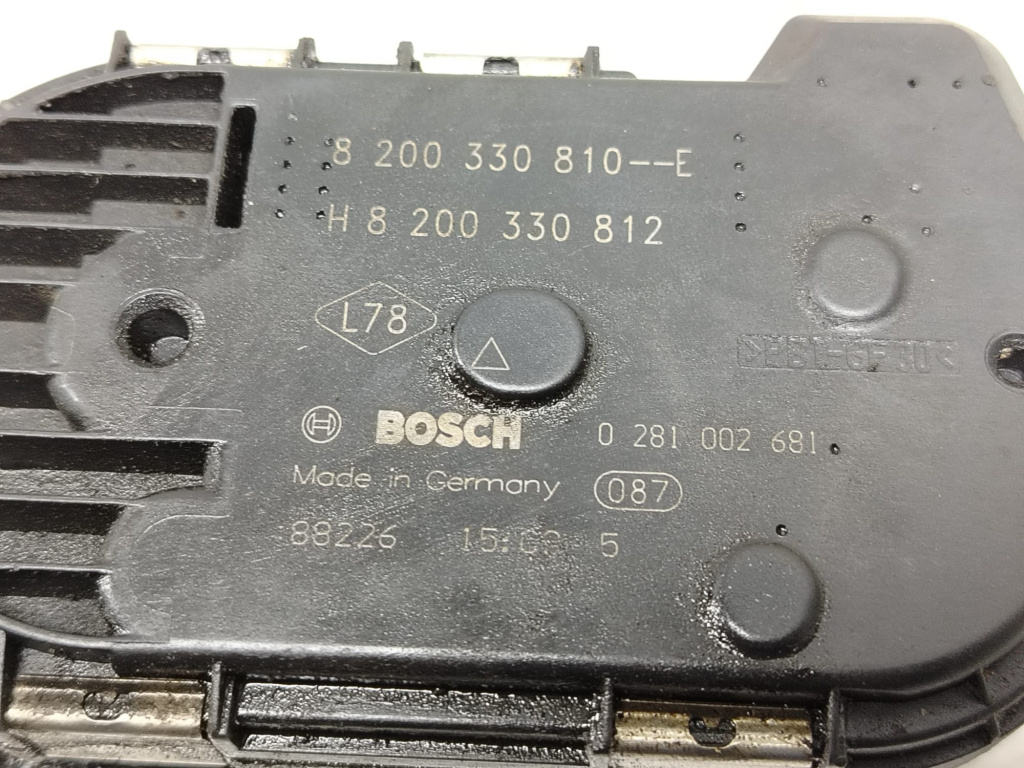 8 200 330 810--E
H 8 200 330 812
L78
BOSCH 0 281 002 681
Made in Germany 087
88226 5